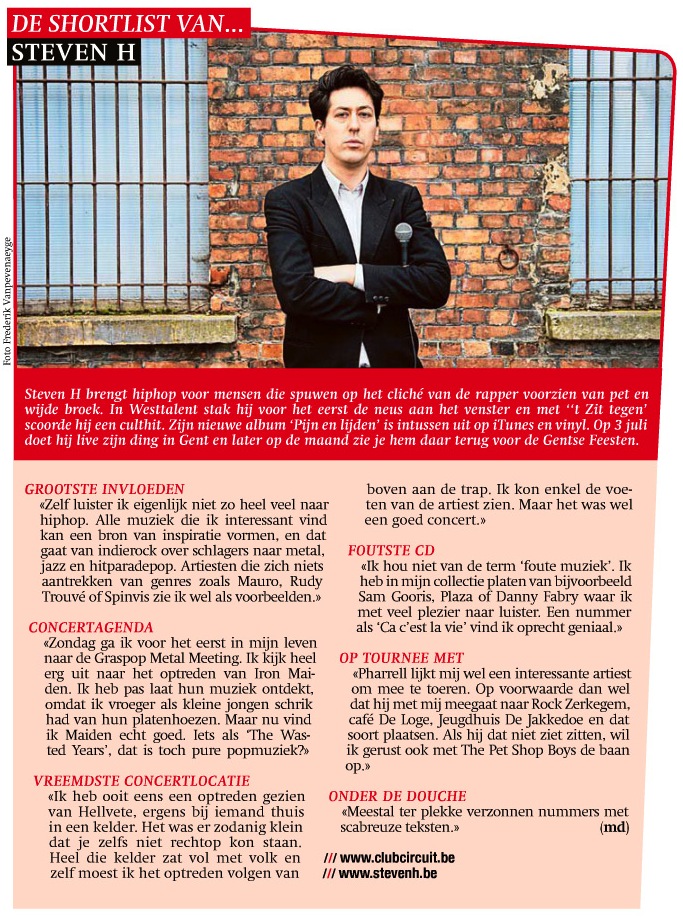 DE SHORTLIST VAN...
STEVEN H
Foto Frederik Vanpevenaeyge
Steven H brengt hiphop voor mensen die spuwen op het cliché van de rapper voorzien van pet en
wijde broek. In Westtalent stak hij voor het eerst de neus aan het venster en met ''t Zit tegen'
scoorde hij een culthit. Zijn nieuwe album 'Pijn en lijden' is intussen uit op iTunes en vinyl. Op 3 juli
doet hij live zijn ding in Gent en later op de maand zie je hem daar terug voor de Gentse Feesten.
GROOTSTE INVLOEDEN
«Zelf luister ik eigenlijk niet zo heel veel naar
hiphop. Alle muziek die ik interessant vind
kan een bron van inspiratie vormen, en dat
gaat van indierock over schlagers naar metal,
jazz en hitparadepop. Artiesten die zich niets
aantrekken van genres zoals Mauro, Rudy
Trouvé of Spinvis zie ik wel als voorbeelden.»
CONCERTAGENDA
«Zondag ga ik voor het eerst in mijn leven
naar de Graspop Metal Meeting. Ik kijk heel
erg uit naar het optreden van Iron Mai-
den. Ik heb pas laat hun muziek ontdekt,
omdat ik vroeger als kleine jongen schrik
had van hun platenhoezen. Maar nu vind
ik Maiden echt goed. Iets als 'The Was-
ted Years', dat is toch pure popmuziek?»
VREEMDSTE CONCERTLOCATIE
«Ik heb ooit eens een optreden gezien
van Hellvete, ergens bij iemand thuis
in een kelder. Het was er zodanig klein
dat je zelfs niet rechtop kon staan.
Heel die kelder zat vol met volk en
zelf moest ik het optreden volgen van
boven aan de trap. Ik kon enkel de voe-
ten van de artiest zien. Maar het was wel
een goed concert.»
FOUTSTE CD
«Ik hou niet van de term 'foute muziek'. Ik
heb in mijn collectie platen van bijvoorbeeld
Sam Gooris, Plaza of Danny Fabry waar ik
met veel plezier naar luister. Een nummer
als 'Ca c'est la vie' vind ik oprecht geniaal.»
OP TOURNEE MET
«Pharrell lijkt mij wel een interessante artiest
om mee te toeren. Op voorwaarde dan wel
dat hij met mij meegaat naar Rock Zerkegem,
café De Loge, Jeugdhuis De Jakkedoe en dat
soort plaatsen. Als hij dat niet ziet zitten, wil
ik gerust ook met The Pet Shop Boys de baan
op.»
ONDER DE DOUCHE
«Meestal ter plekke verzonnen nummers met
scabreuze teksten.» (md)
/// www.clubcircuit.be
/// www.stevenh.be